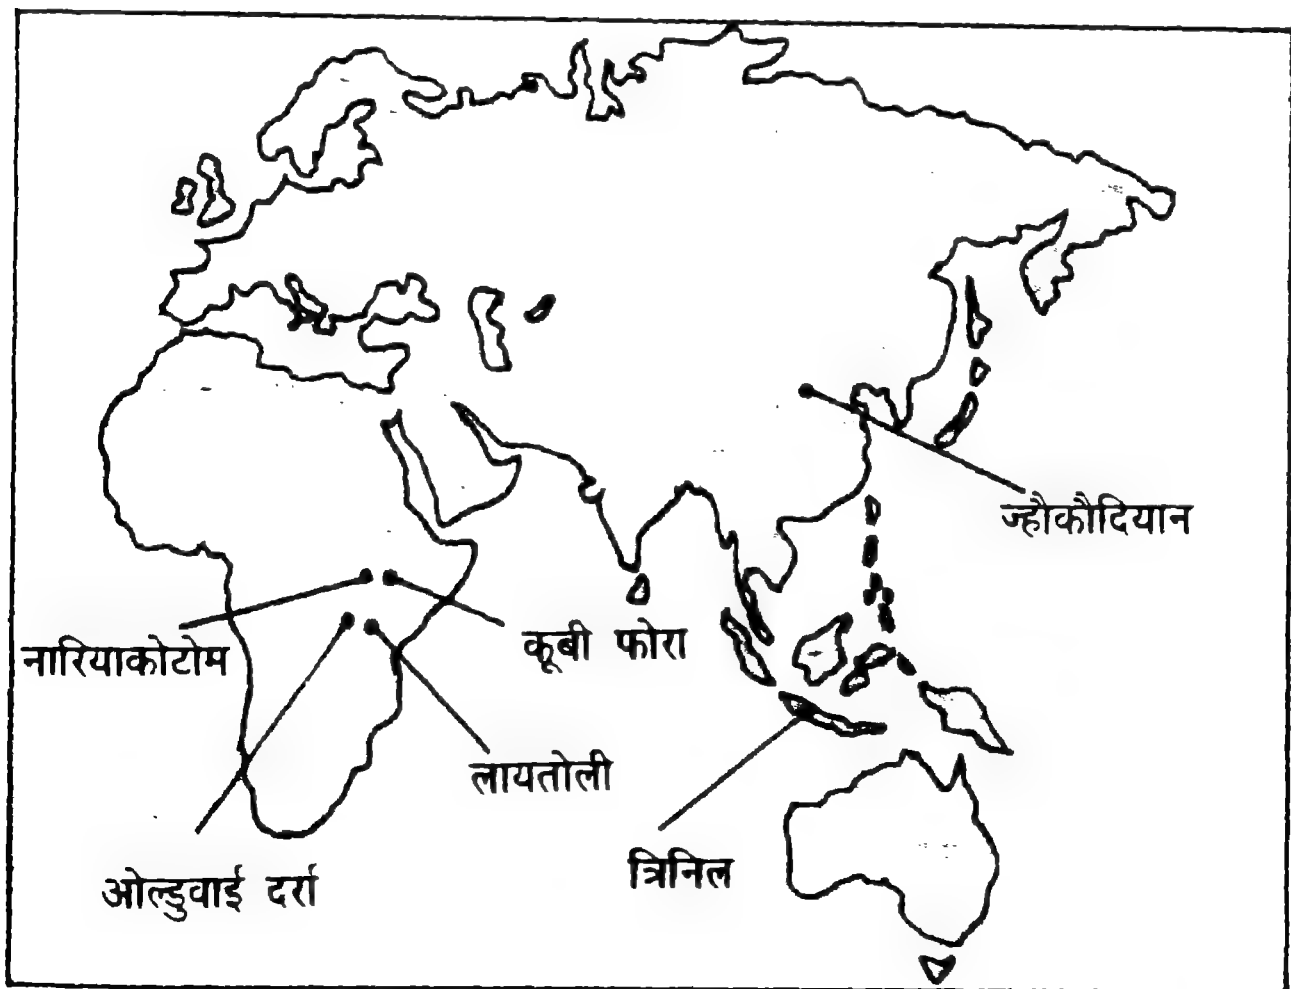 ज्हौकौदियान
नारियाकोटोम
कूबी फोरा
लायतोली
त्रिनिल
ओल्डुवाई दर्रा